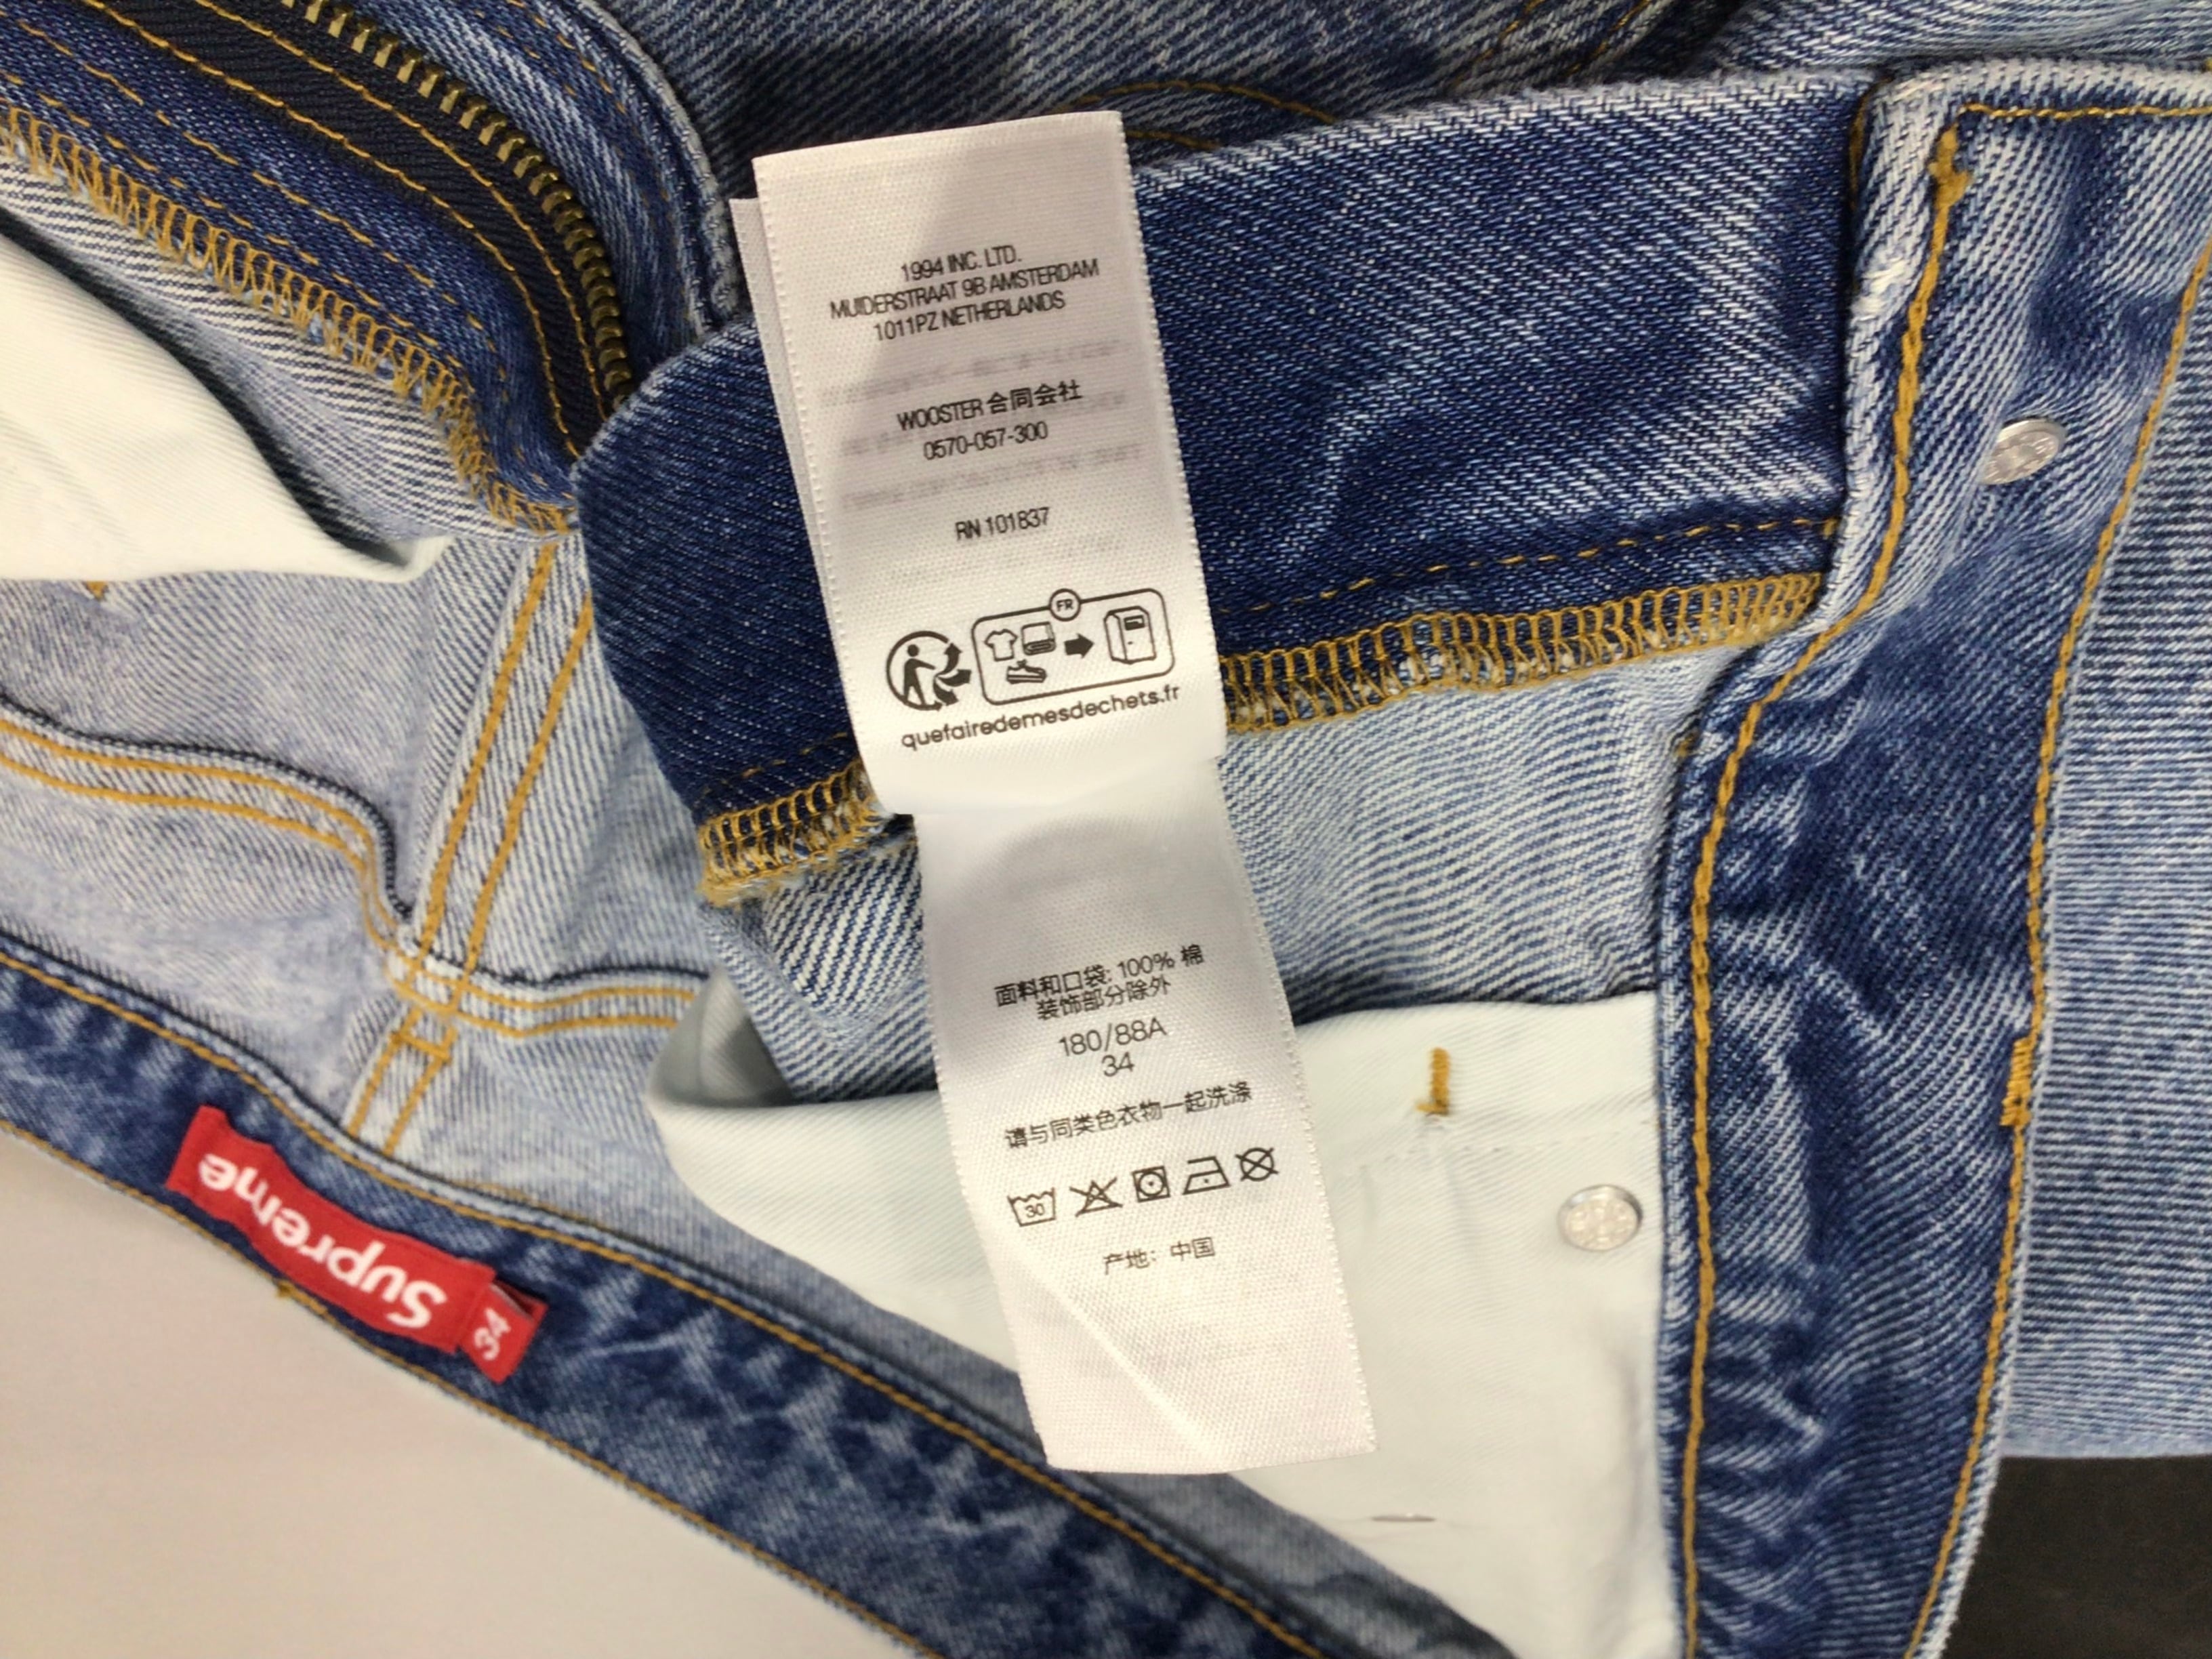 1994 INC. LTD.
MUIDERSTRAAT 9B AMSTERDAM
1011PZ NETHERLANDS
WOOSTER 合同会社
0570-057-300
RN 101837
FR
quefairedemesdechets.fr
面料和口袋: 100% 棉
装饰部分除外
180/88A
34
请与同类色衣物一起洗涤
30
产地: 中国
Supreme
34